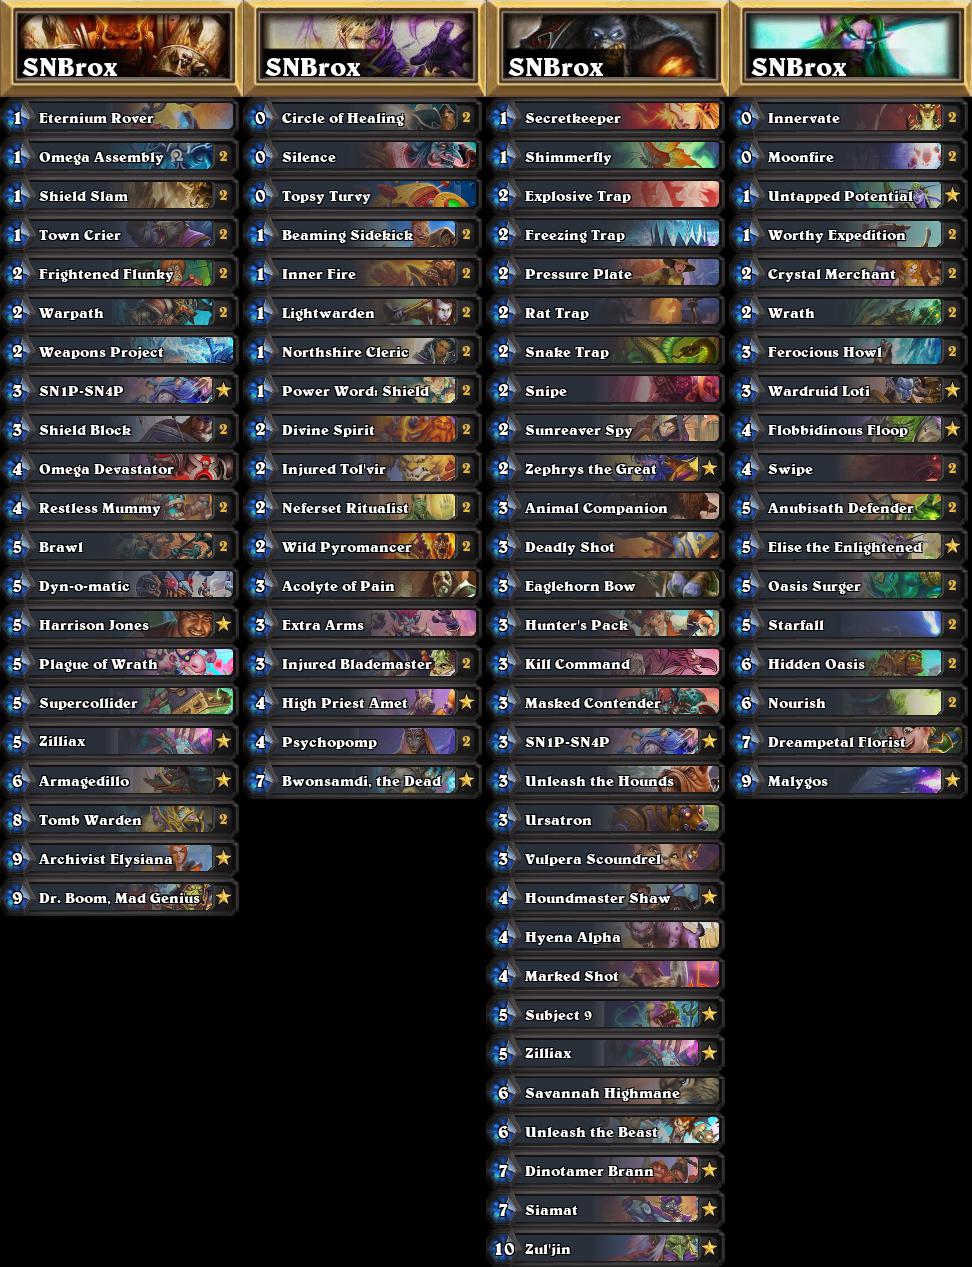 SNBrox
1 Eternium Rover
1 Omega Assembly 2
1 Shield Slam 2
1 Town Crier 2
2 Frightened Flunky 2
2 Warpath 2
2 Weapons Project
3 SN1P-SN4P
3 Shield Block 2
4 Omega Devastator
4 Restless Mummy 2
5 Brawl 2
5 Dyn-o-matic
5 Harrison Jones
5 Plague of Wrath
5 Supercollider
5 Zilliax
6 Armagedillo
8 Tomb Warden 2
9 Archivist Elysiana
9 Dr. Boom, Mad Genius
SNBrox
0 Circle of Healing 2
0 Silence
0 Topsy Turvy
1 Beaming Sidekick 2
1 Inner Fire 2
1 Lightwarden 2
1 Northshire Cleric 2
1 Power Word: Shield 2
2 Divine Spirit 2
2 Injured Tol'vir 2
2 Neferset Ritualist 2
2 Wild Pyromancer 2
3 Acolyte of Pain
3 Extra Arms
3 Injured Blademaster 2
4 High Priest Amet
4 Psychopomp 2
7 Bwonsamdi, the Dead
SNBrox
1 Secretkeeper
1 Shimmerfly
2 Explosive Trap
2 Freezing Trap
2 Pressure Plate
2 Rat Trap
2 Snake Trap
2 Snipe
2 Sunreaver Spy
2 Zephrys the Great
3 Animal Companion
3 Deadly Shot
3 Eaglehorn Bow
3 Hunter's Pack
3 Kill Command
3 Masked Contender
3 SN1P-SN4P
3 Unleash the Hounds
3 Ursatron
3 Vulpera Scoundrel
4 Houndmaster Shaw
4 Hyena Alpha
4 Marked Shot
5 Subject 9
5 Zilliax
6 Savannah Highmane
6 Unleash the Beast
7 Dinotamer Brann
7 Siamat
10 Zul'jin
SNBrox
0 Innervate 2
0 Moonfire 2
1 Untapped Potential
1 Worthy Expedition 2
2 Crystal Merchant 2
2 Wrath 2
3 Ferocious Howl 2
3 Wardruid Loti
4 Flobbidinous Floop
4 Swipe 2
5 Anubisath Defender 2
5 Elise the Enlightened
5 Oasis Surger 2
5 Starfall 2
6 Hidden Oasis 2
6 Nourish 2
7 Dreampetal Florist
9 Malygos